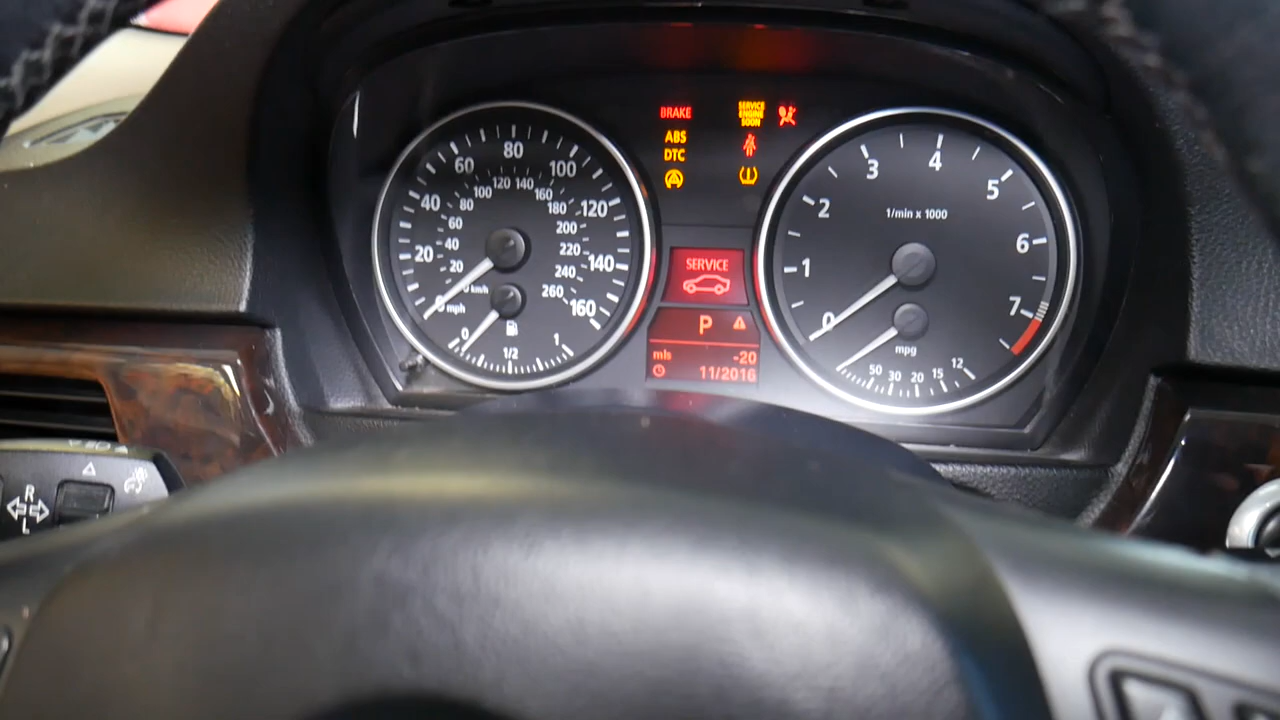 BRAKE
ABS
DTC
SERVICE
ENGINE
SOON
0
20
40
60
80
100
120
140
160
mph
20
40
60
80
100
120
140
160
180
200
220
240
260
km/h
0
1/2
1
SERVICE
P
mls -20
11/2016
0
1
2
3
4
5
6
7
1/min x 1000
mpg
50 30 20 15 12
R
L